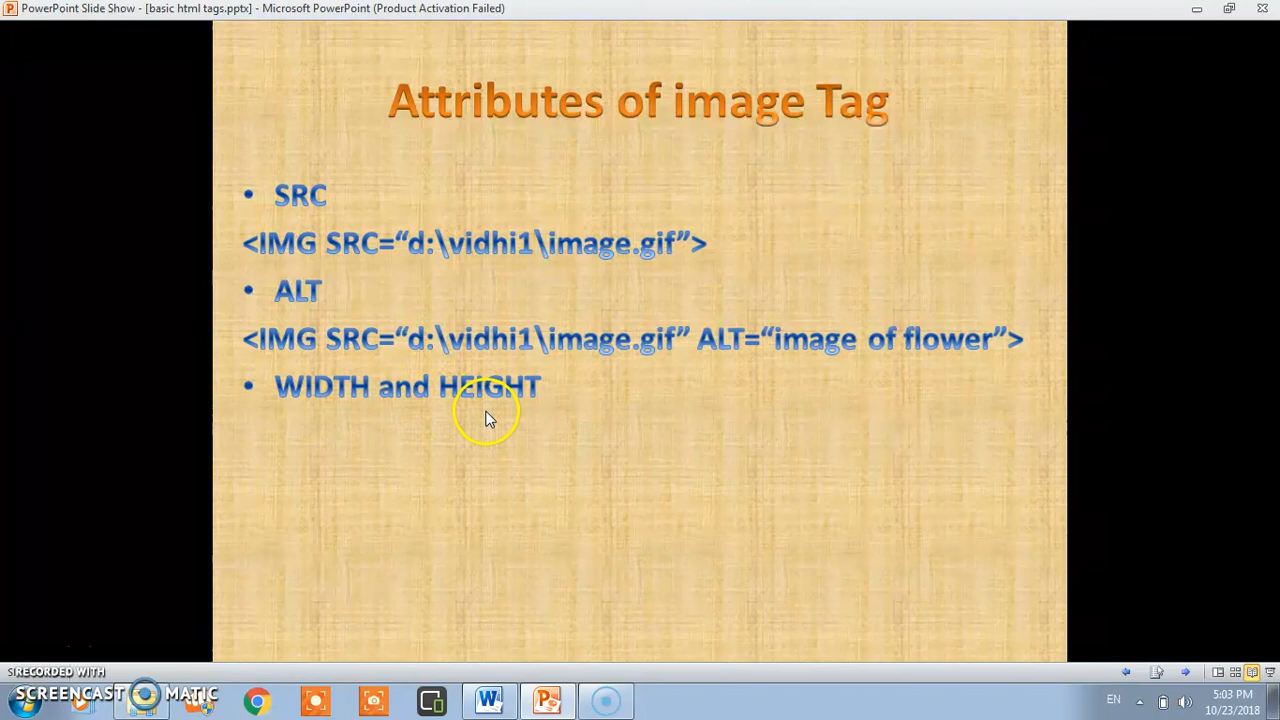 PowerPoint Slide Show - [basic html tags.pptx] - Microsoft PowerPoint (Product Activation Failed)
Attributes of image Tag
• SRC
<IMG SRC=“d:\vidhi1\image.gif”>
• ALT
<IMG SRC=“d:\vidhi1\image.gif” ALT=“image of flower”>
• WIDTH and HEIGHT
RECORDED WITH
SCREENCAST MATIC
EN
5:03 PM
10/23/2018